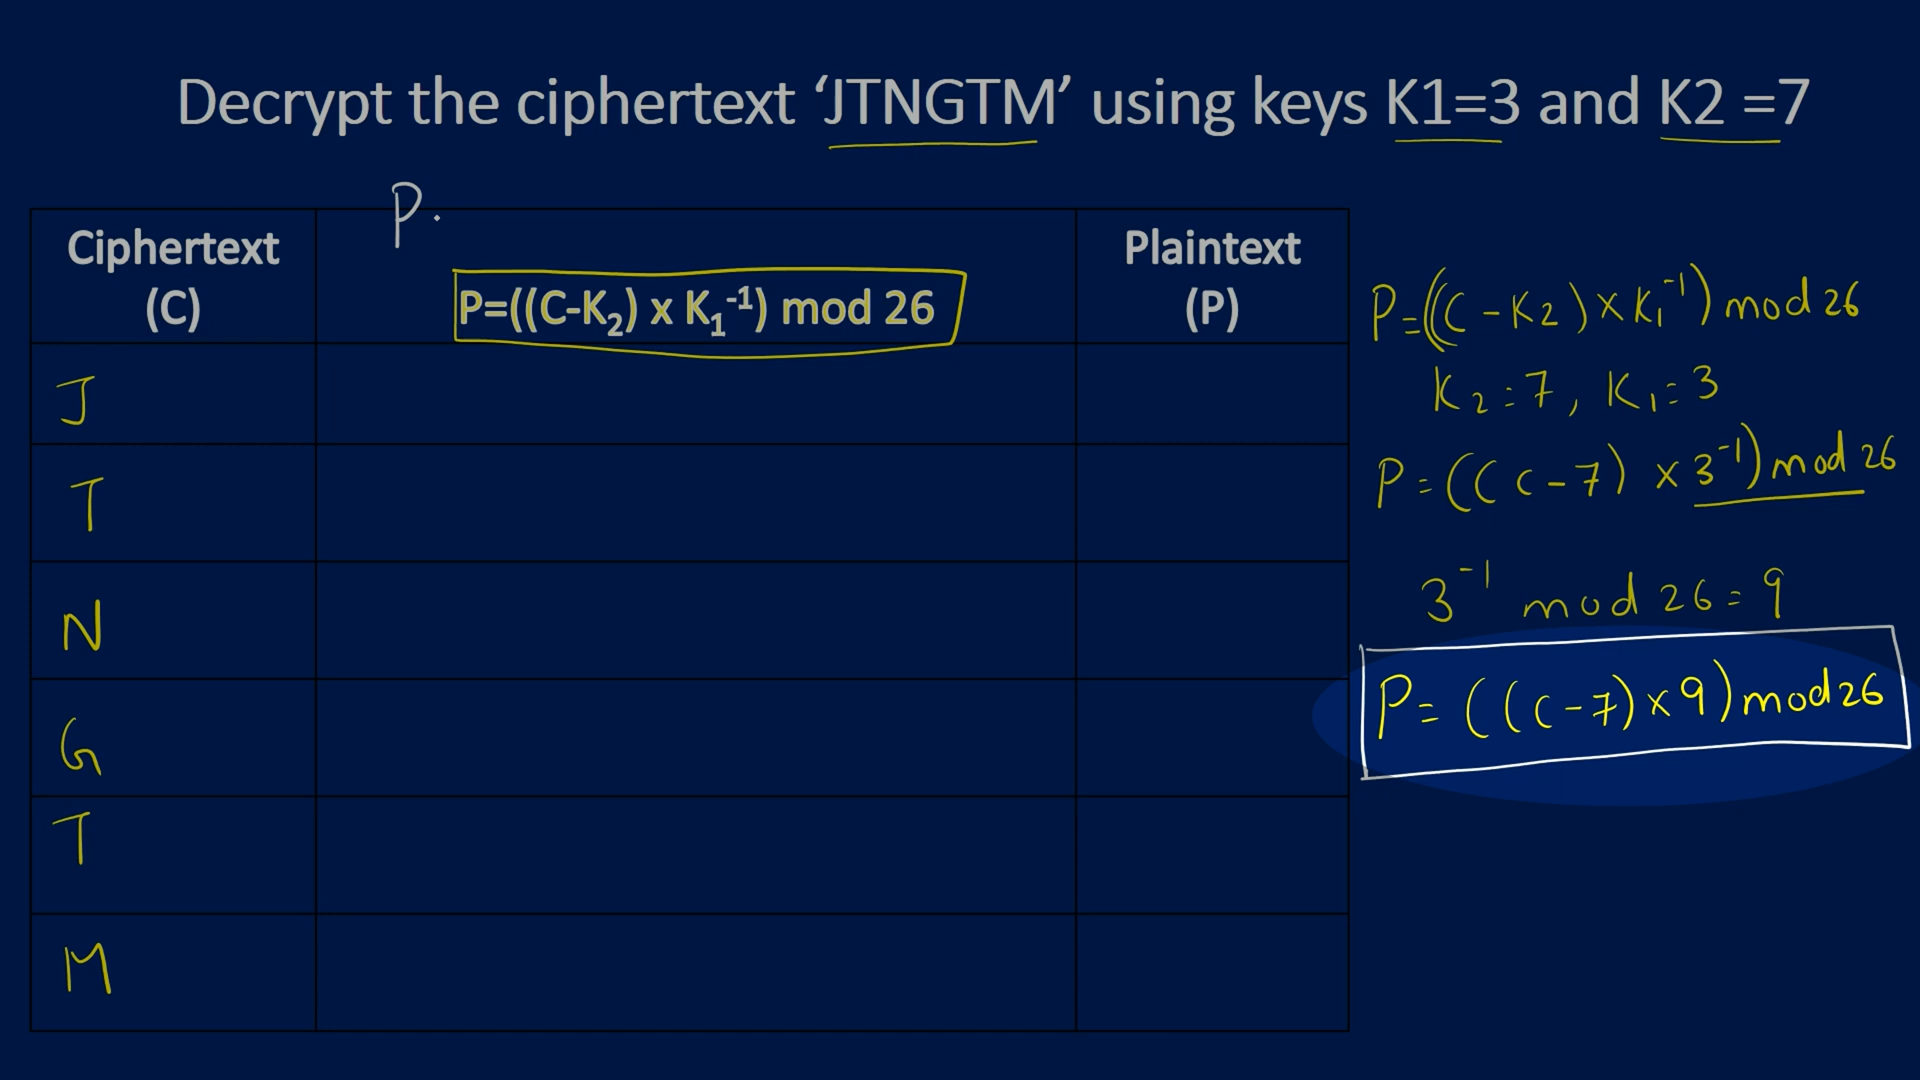 Decrypt the ciphertext ‘JTNGTM’ using keys K1=3 and K2 =7
P.
Ciphertext (C)
P=((C-K₂) x K₁⁻¹) mod 26
Plaintext (P)
J
T
N
G
T
M
P=((C-K2)×K₁⁻¹) mod 26
K₂=7, K₁=3
P=((C-7) × 3⁻¹) mod 26
3⁻¹ mod 26=9
P= ((C-7)×9) mod 26